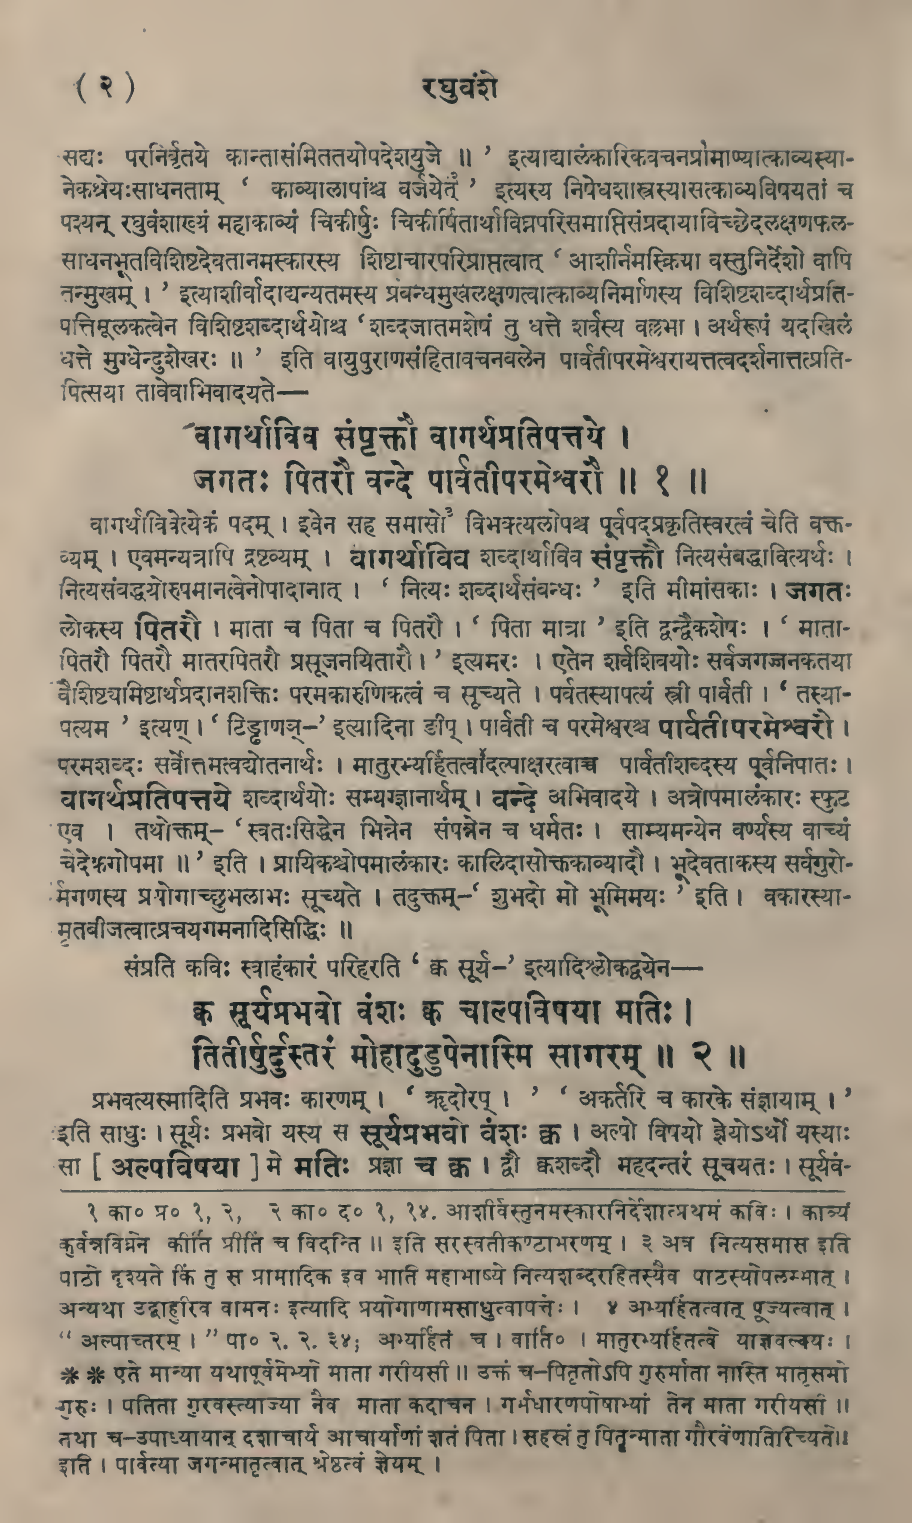 ( २ ) रघुवंशे
सद्यः परनिर्वृतये कान्तासंमिततयोपदेशयुजे ॥ ’ इत्याद्यालंकारिकवचनप्रामाण्यात्काव्यस्या-
नेकश्रेयःसाधनताम् ‘ काव्यालापांश्च वर्जयेत्३ ’ इत्यस्य निषेधशास्त्रस्यासत्काव्यविषयतां च
पश्यन् रघुवंशाख्यं महाकाव्यं चिकीर्षुः चिकीर्षितार्थाविघ्नपरिसमाप्तिसंप्रदायाविच्छेदलक्षणफल-
साधनभूतविशिष्टदेवतानमस्कारस्य शिष्टाचारपरिप्राप्तत्वात् ‘ आशीर्नमस्क्रिया वस्तुनिर्देशो वापि
तन्मुखम् । ’ इत्याशीर्वादाद्यन्यतमस्य प्रबन्धमुखलक्षणत्वात्काव्यनिर्माणस्य विशिष्टशब्दार्थप्रति-
पत्तिमूलकत्वेन विशिष्टशब्दार्थयोश्च ‘ शब्दजातमशेषं तु धत्ते शर्वस्य वल्लभा । अर्थरूपं यदखिलं
धत्ते मुग्धेन्दुशेखरः ॥ ’ इति वायुपुराणसंहितावचनबलेन पार्वतीपरमेश्वरायत्तत्वदर्शनात्तत्प्रति-
पित्सया तावेवाभिवादयते—
वागर्थाविव संपृक्तौ वागर्थप्रतिपत्तये ।
जगतः पितरौ वन्दे पार्वतीपरमेश्वरौ ॥ १ ॥
वागर्थाविवेत्येकं पदम् । इवेन सह समासो३ विभक्त्यलोपश्च पूर्वपदप्रकृतिस्वरत्वं चेति वक्त-
व्यम् । एवमन्यत्रापि द्रष्टव्यम् । वागर्थाविव शब्दार्थाविव संपृक्तौ नित्यसंबद्धावित्यर्थः ।
नित्यसंबद्धयोरुपमानत्वेनोपादानात् । ‘ नित्यः शब्दार्थसंबन्धः ’ इति मीमांसकाः । जगतः
लोकस्य पितरौ । माता च पिता च पितरौ । ‘ पिता मात्रा ’ इति द्वन्द्वैकशेषः । ‘ माता-
पितरौ पितरौ मातरपितरौ प्रसूजनयितारौ । ’ इत्यमरः । एतेन शर्वशिवयोः सर्वजगज्जनकतया
वैशिष्ट्यमिष्टार्थप्रदानशक्तिः परमकारुणिकत्वं च सूच्यते । पर्वतस्यापत्यं स्त्री पार्वती । ‘ तस्या-
पत्यम ’ इत्यण् । ‘ टिड्ढाणञ्–’ इत्यादिना ङीप् । पार्वती च परमेश्वरश्च पार्वतीपरमेश्वरौ ।
परमशब्दः सर्वोत्तमत्वद्योतनार्थः । मातुरभ्यर्हितत्वा४दल्पाक्षरत्वाच्च पार्वतीशब्दस्य पूर्वनिपातः ।
वागर्थप्रतिपत्तये शब्दार्थयोः सम्यग्ज्ञानार्थम् । वन्दे अभिवादये । अत्रोपमालंकारः स्फुट
एव । तथोक्तम्– ‘ स्वतःसिद्धेन भिन्नेन संपन्नेन च धर्मतः । साम्यमन्येन वर्ण्यस्य वाच्यं
चेदेकगोपमा ॥ ’ इति । प्रायिकश्चोपमालंकारः कालिदासोक्तकाव्यादौ । भूदेवताकस्य सर्वगुरो-
र्मगणस्य प्रयोगाच्छुभलाभः सूच्यते । तदुक्तम्–‘ शुभदो मो भूमिमयः ’ इति । वकारस्या-
मृतबीजत्वात्प्रचयगमनादिसिद्धिः ॥
संप्रति कविः स्वाहंकारं परिहरति ‘ क्व सूर्य–’ इत्यादिश्लोकद्वयेन—
क्व सूर्यप्रभवो वंशः क्व चाल्पविषया मतिः ।
तितीर्षुर्दुस्तरं मोहादुडुपेनास्मि सागरम् ॥ २ ॥
प्रभवत्यस्मादिति प्रभवः कारणम् । ‘ ऋदोरप् । ’ ‘ अकर्तरि च कारके संज्ञायाम् । ’
इति साधुः । सूर्यः प्रभवो यस्य स सूर्यप्रभवो वंशः क्व । अल्पो विषयो ज्ञेयोऽर्थो यस्याः
सा [ अल्पविषया ] मे मतिः प्रज्ञा च क्व । द्वौ क्वशब्दौ महदन्तरं सूचयतः । सूर्यवं-
१ का० प्र० १, २, २ का० द० १, १४. आशीर्वस्तुनमस्कारनिर्देशात्प्रथमं कविः । काव्यं
कुर्वन्नविघ्नेन कीर्तिं प्रीतिं च विदन्ति ॥ इति सरस्वतीकण्ठाभरणम् । ३ अत्र नित्यसमास इति
पाठो दृश्यते किं तु स प्रामादिक इव भाति महाभाष्ये नित्यशब्दरहितस्यैव पाठस्योपलम्भात् ।
अन्यथा उद्बाहुरिव वामनः इत्यादि प्रयोगाणामसाधुत्वापत्तेः । ४ अभ्यर्हितत्वात् पूज्यत्वात् ।
“ अल्पाच्तरम् । ” पा० २. २. ३४; अभ्यर्हितं च । वार्ति० । मातुरभ्यर्हितत्वे याज्ञवल्क्यः ।
** एते मान्या यथापूर्वमेभ्यो माता गरीयसी ॥ उक्तं च–पितृतोऽपि गुरुर्माता नास्ति मातृसमो
गुरुः । पतिता गुरवस्त्याज्या नैव माता कदाचन । गर्भधारणपोषाभ्यां तेन माता गरीयसी ॥
तथा च–उपाध्यायान् दशाचार्य आचार्याणां शतं पिता । सहस्रं तु पितॄन्माता गौरवेणातिरिच्यते॥
इति । पार्वत्या जगन्मातृत्वात् श्रेष्ठत्वं ज्ञेयम् ।